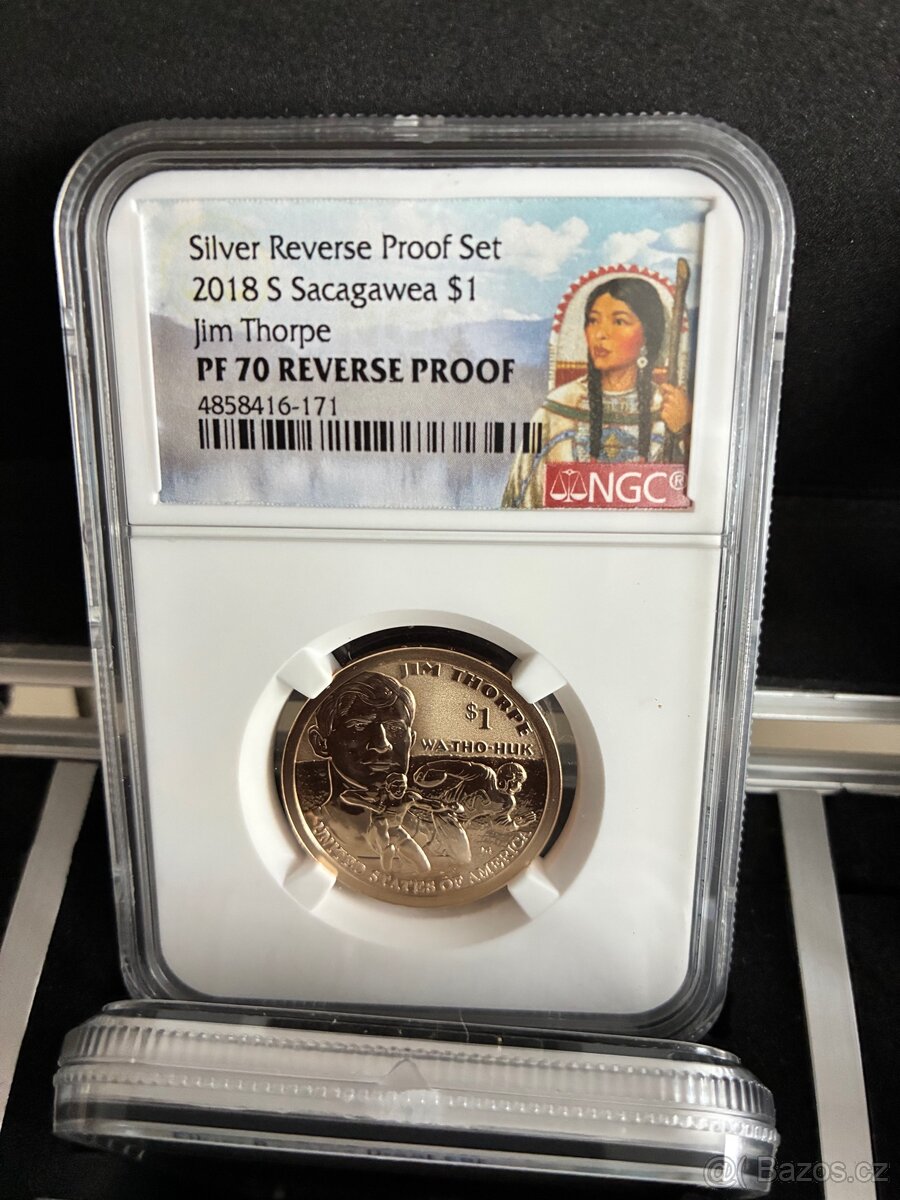 Silver Reverse Proof Set
2018 S Sacagawea $1
Jim Thorpe
PF 70 REVERSE PROOF
4858416-171
NGC®
JIM THORPE
$1
WA-THO-HUK
UNITED STATES OF AMERICA
@ Bazos.cz